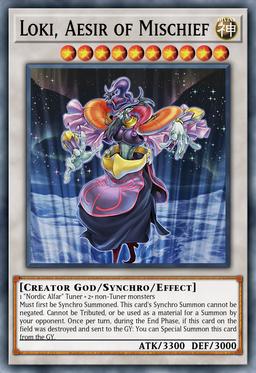 LOKI, AESIR OF MISCHIEF
神
[CREATOR GOD/SYNCHRO/EFFECT]
1 "Nordic Alfar" Tuner + 2+ non-Tuner monsters
Must first be Synchro Summoned. This card's Synchro Summon cannot be
negated. Cannot be Tributed, or be used as a material for a Summon by
your opponent. Once per turn, during the End Phase, if this card on the
field was destroyed and sent to the GY: You can Special Summon this card
from the GY.
ATK/3300 DEF/3000